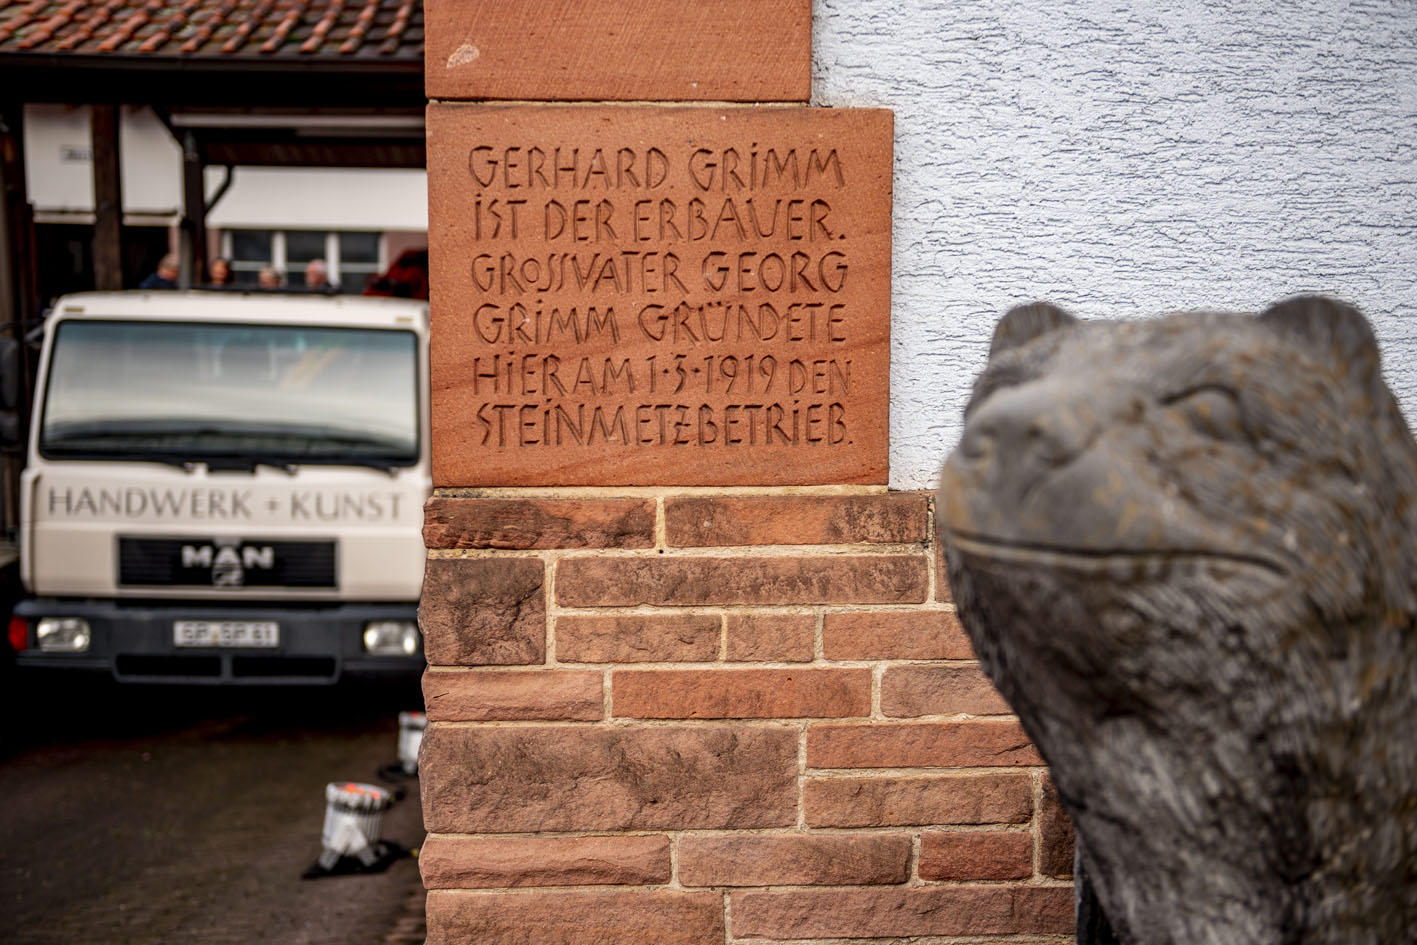 GERHARD GRIMM
IST DER ERBAUER.
GROSSVATER GEORG
GRIMM GRÜNDETE
HIER AM 1·3·1919 DEN
STEINMETZBETRIEB.
HANDWERK + KUNST
MAN